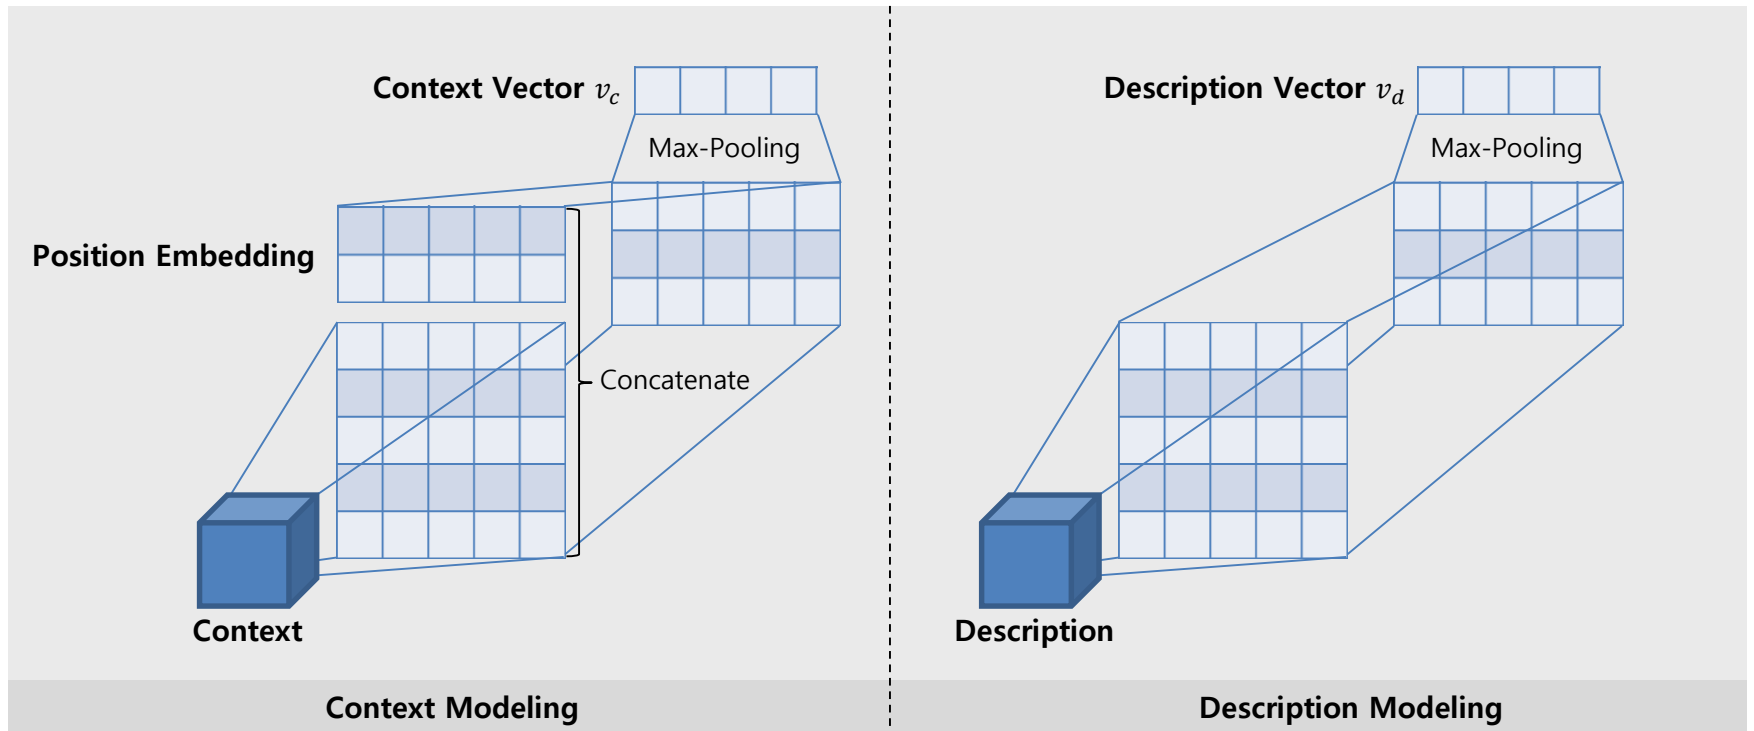 Context Vector v_c
Max-Pooling
Position Embedding
Concatenate
Context
Context Modeling
Description Vector v_d
Max-Pooling
Description
Description Modeling